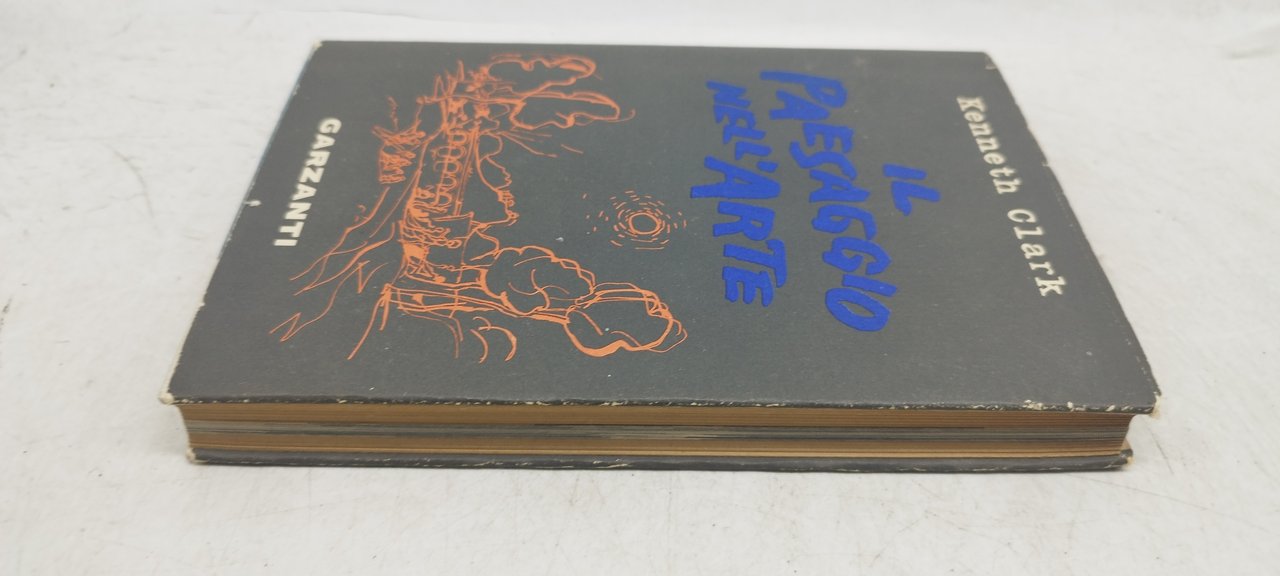 Kenneth Clark
IL
PAESAGGIO
NELL'ARTE
GARZANTI